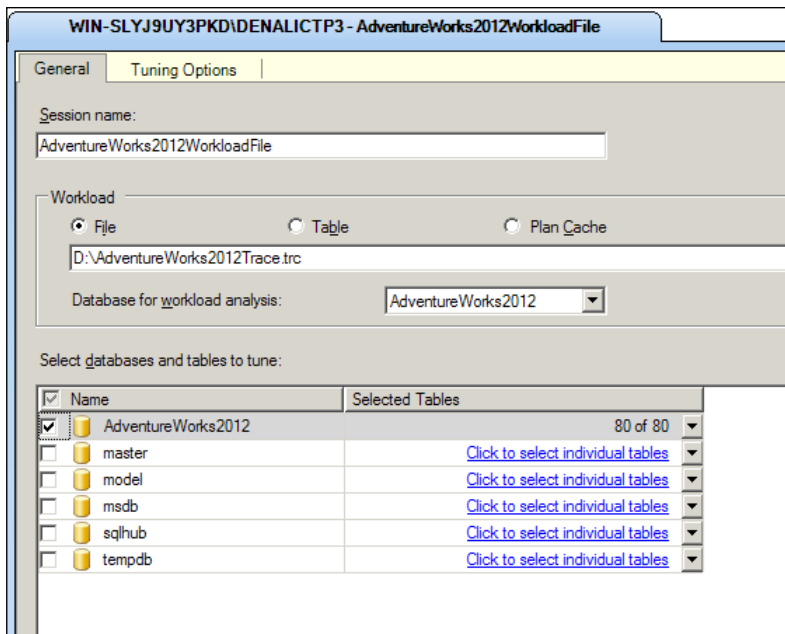 WIN-SLYJ9UY3PKD\DENALICTP3 - AdventureWorks2012WorkloadFile
General Tuning Options
Session name:
AdventureWorks2012WorkloadFile
Workload
File Table Plan Cache
D:\AdventureWorks2012Trace.trc
Database for workload analysis: AdventureWorks2012
Select databases and tables to tune:
Name Selected Tables
AdventureWorks2012 80 of 80
master Click to select individual tables
model Click to select individual tables
msdb Click to select individual tables
sqlhub Click to select individual tables
tempdb Click to select individual tables